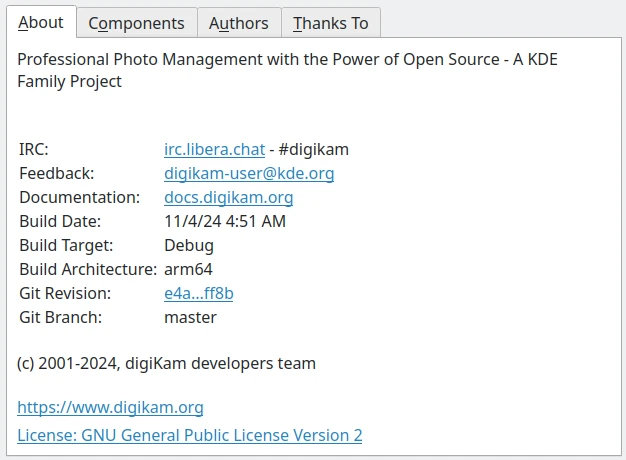 About Components Authors Thanks To
Professional Photo Management with the Power of Open Source - A KDE
Family Project
IRC: irc.libera.chat - #digikam
Feedback: digikam-user@kde.org
Documentation: docs.digikam.org
Build Date: 11/4/24 4:51 AM
Build Target: Debug
Build Architecture: arm64
Git Revision: e4a...ff8b
Git Branch: master
(c) 2001-2024, digiKam developers team
https://www.digikam.org
License: GNU General Public License Version 2